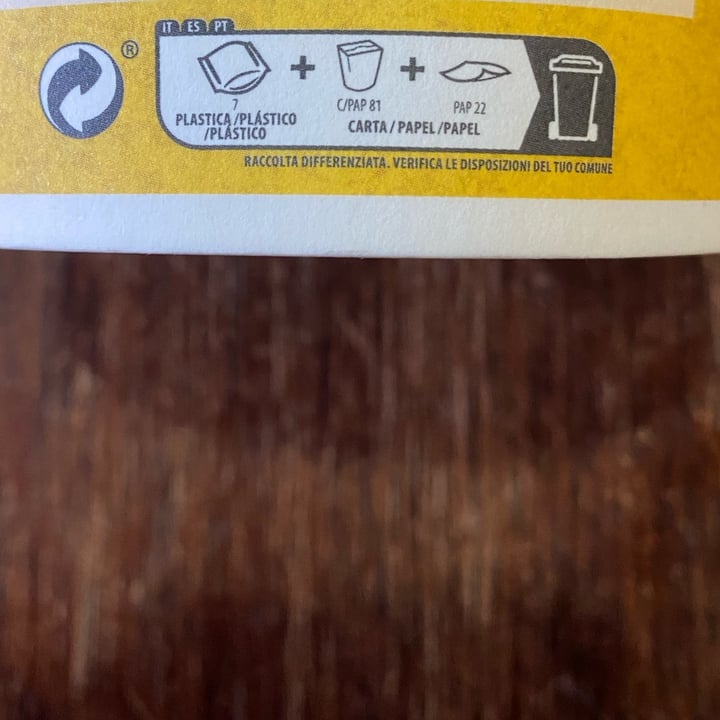 IT ES PT
®
7
PLASTICA/PLÁSTICO
/PLÁSTICO
C/PAP 81
PAP 22
CARTA/PAPEL/PAPEL
RACCOLTA DIFFERENZIATA. VERIFICA LE DISPOSIZIONI DEL TUO COMUNE